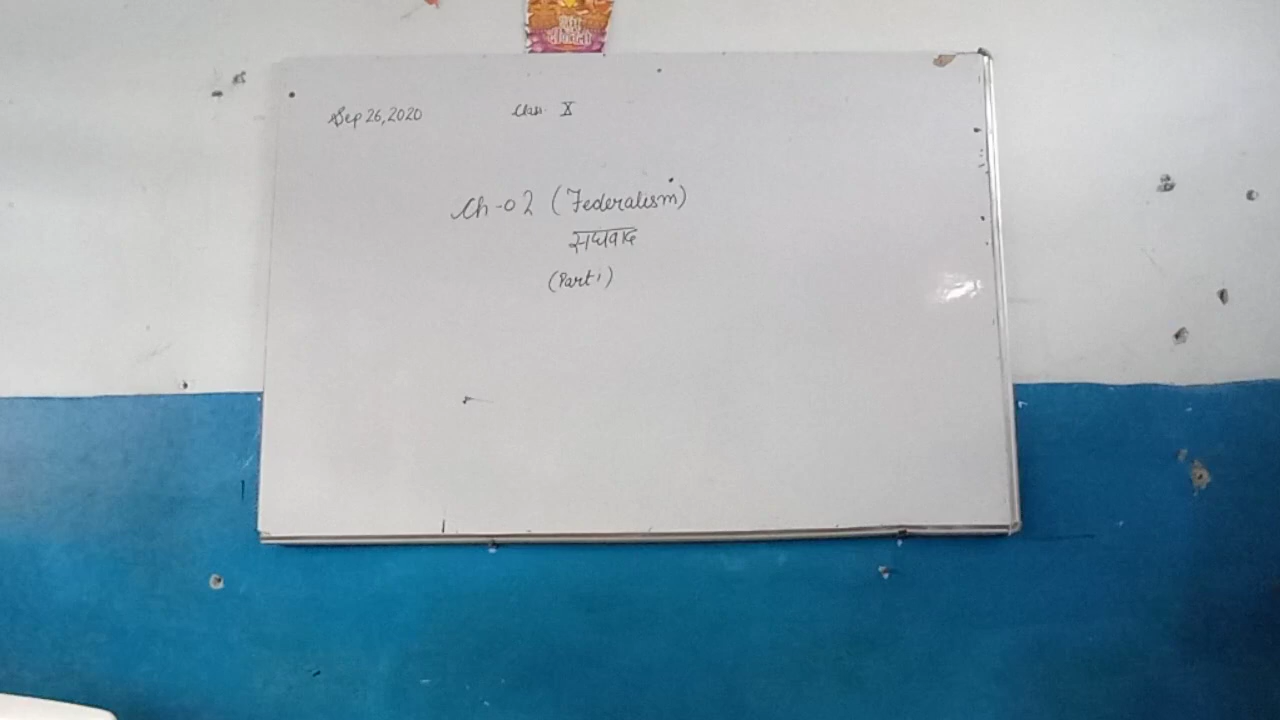 Sep 26, 2020 Class X
Ch-02 (Federalism)
संघवाद
(Part 1)